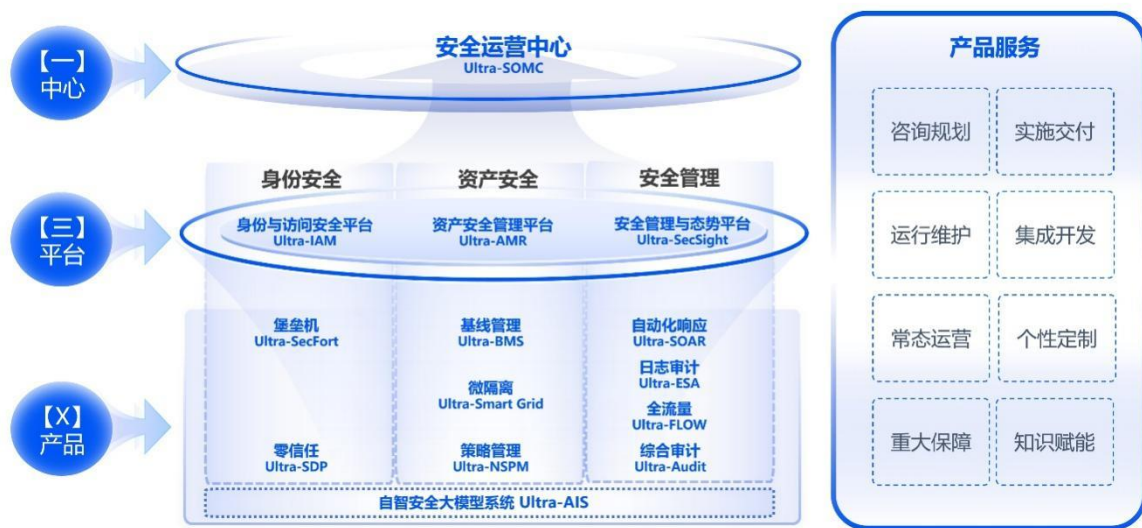 【一】
中心
安全运营中心
Ultra-SOMC
身份安全
资产安全
安全管理
【三】
平台
身份与访问安全平台
Ultra-IAM
资产安全管理平台
Ultra-AMR
安全管理与态势平台
Ultra-SecSight
【X】
产品
堡垒机
Ultra-SecFort
零信任
Ultra-SDP
基线管理
Ultra-BMS
微隔离
Ultra-Smart Grid
策略管理
Ultra-NSPM
自动化响应
Ultra-SOAR
日志审计
Ultra-ESA
全流量
Ultra-FLOW
综合审计
Ultra-Audit
自智安全大模型系统 Ultra-AIS
产品服务
咨询规划
实施交付
运行维护
集成开发
常态运营
个性定制
重大保障
知识赋能